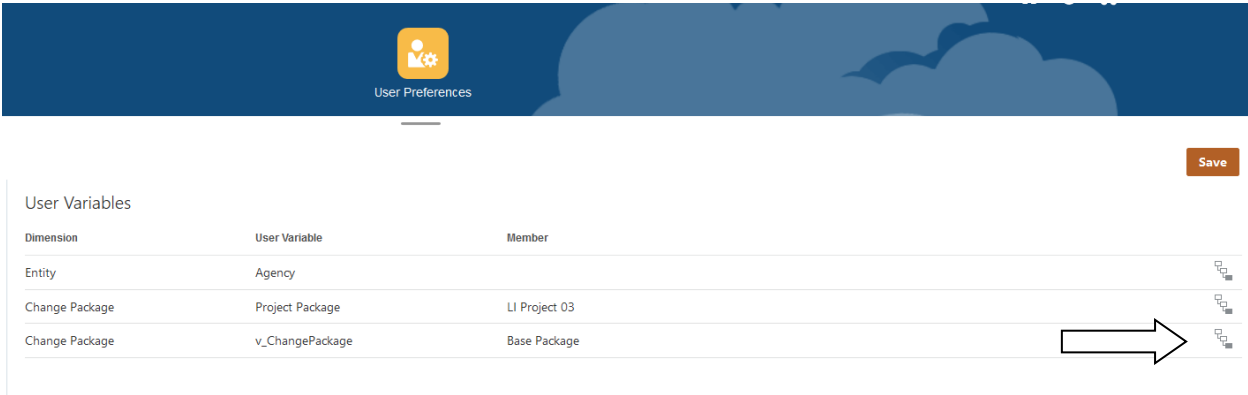 User Preferences
Save
User Variables
Dimension User Variable Member
Entity Agency
Change Package Project Package LI Project 03
Change Package v_ChangePackage Base Package